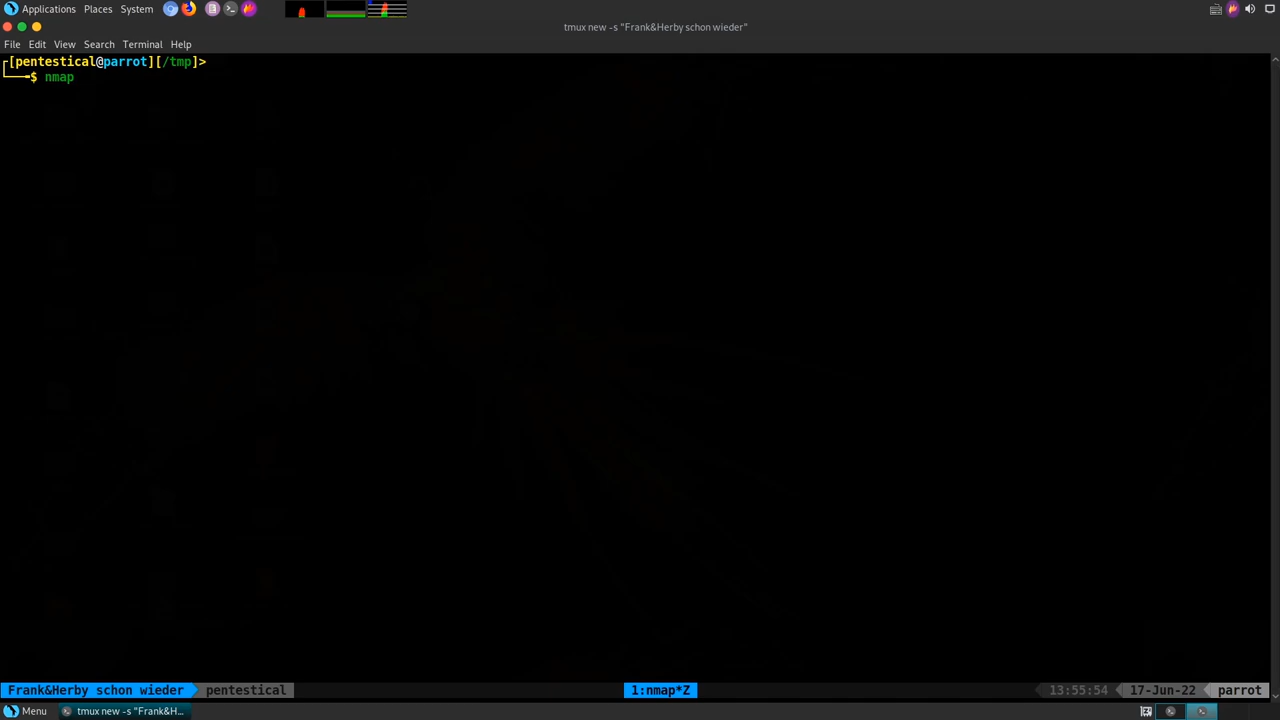 Applications Places System
tmux new -s "Frank&Herby schon wieder"
File Edit View Search Terminal Help
[pentestical@parrot][/tmp]>
$ nmap
Frank&Herby schon wieder pentestical 1:nmap*Z 13:55:54 17-Jun-22 parrot
Menu tmux new -s "Frank&H...